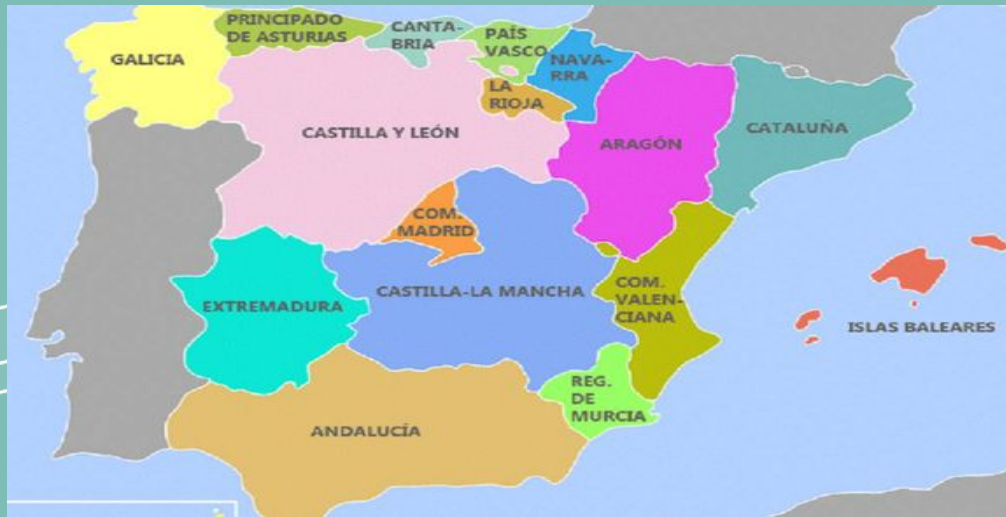 PRINCIPADO
DE ASTURIAS
CANTA-
BRIA
PAÍS
VASCO
NAVA-
RRA
GALICIA
LA
RIOJA
CASTILLA Y LEÓN
ARAGÓN
CATALUÑA
COM.
MADRID
EXTREMADURA
CASTILLA-LA MANCHA
COM.
VALEN-
CIANA
ISLAS BALEARES
REG.
DE
MURCIA
ANDALUCÍA